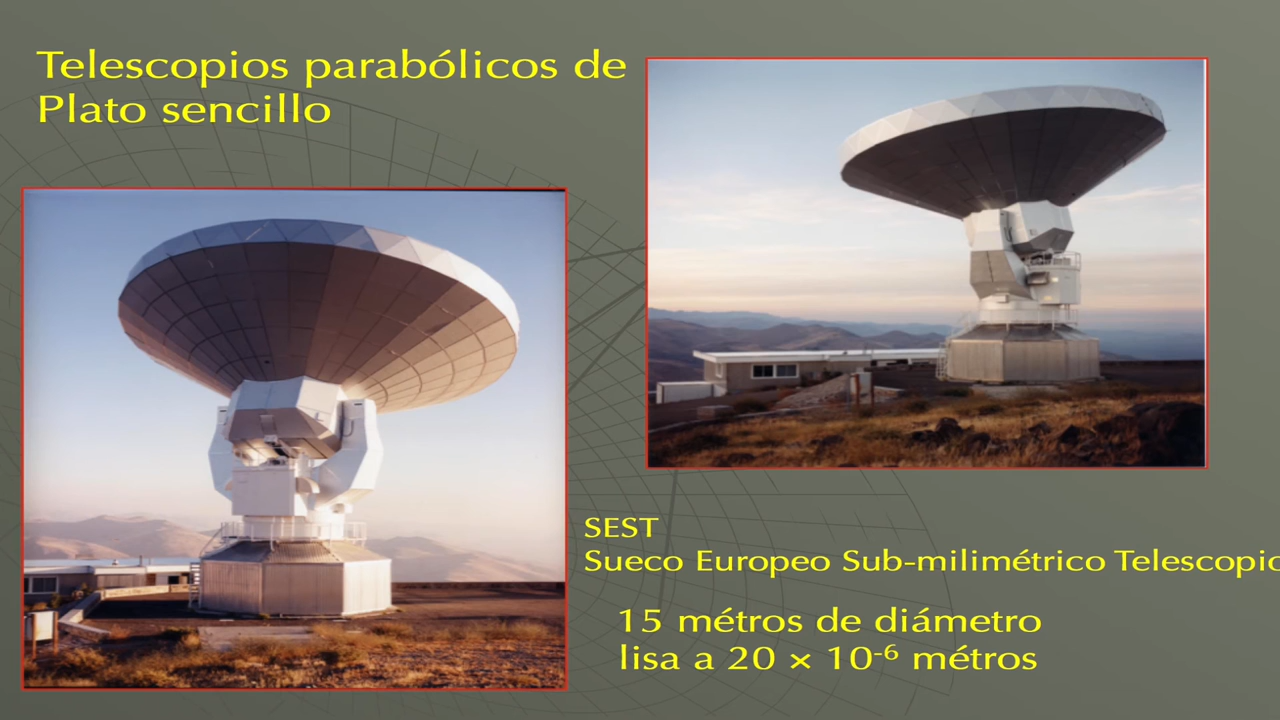 Telescopios parabólicos de
Plato sencillo
SEST
Sueco Europeo Sub-milimétrico Telescopio
15 métros de diámetro
lisa a 20 × 10⁻⁶ métros